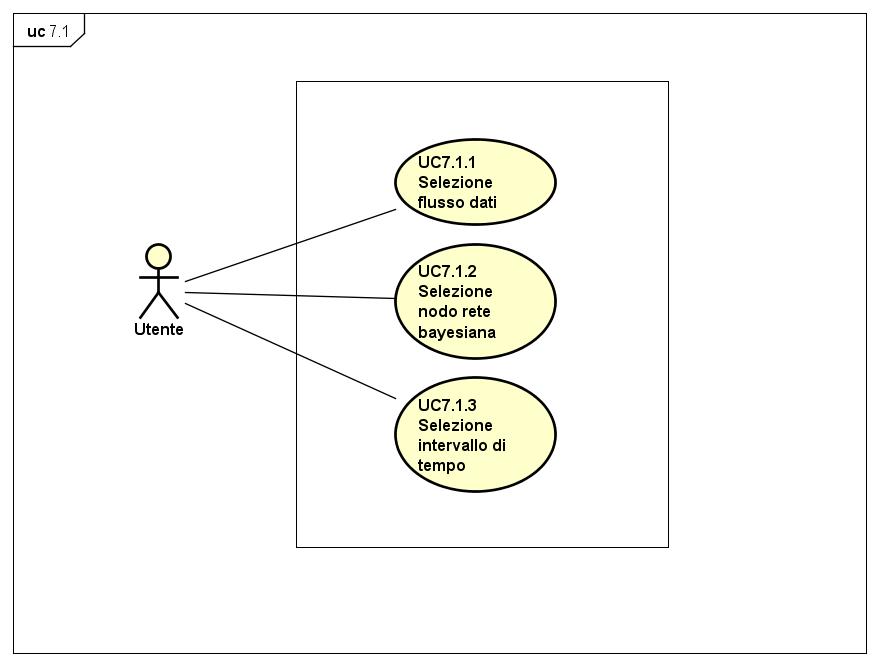 uc 7.1
UC7.1.1
Selezione
flusso dati
UC7.1.2
Selezione
nodo rete
bayesiana
Utente
UC7.1.3
Selezione
intervallo di
tempo